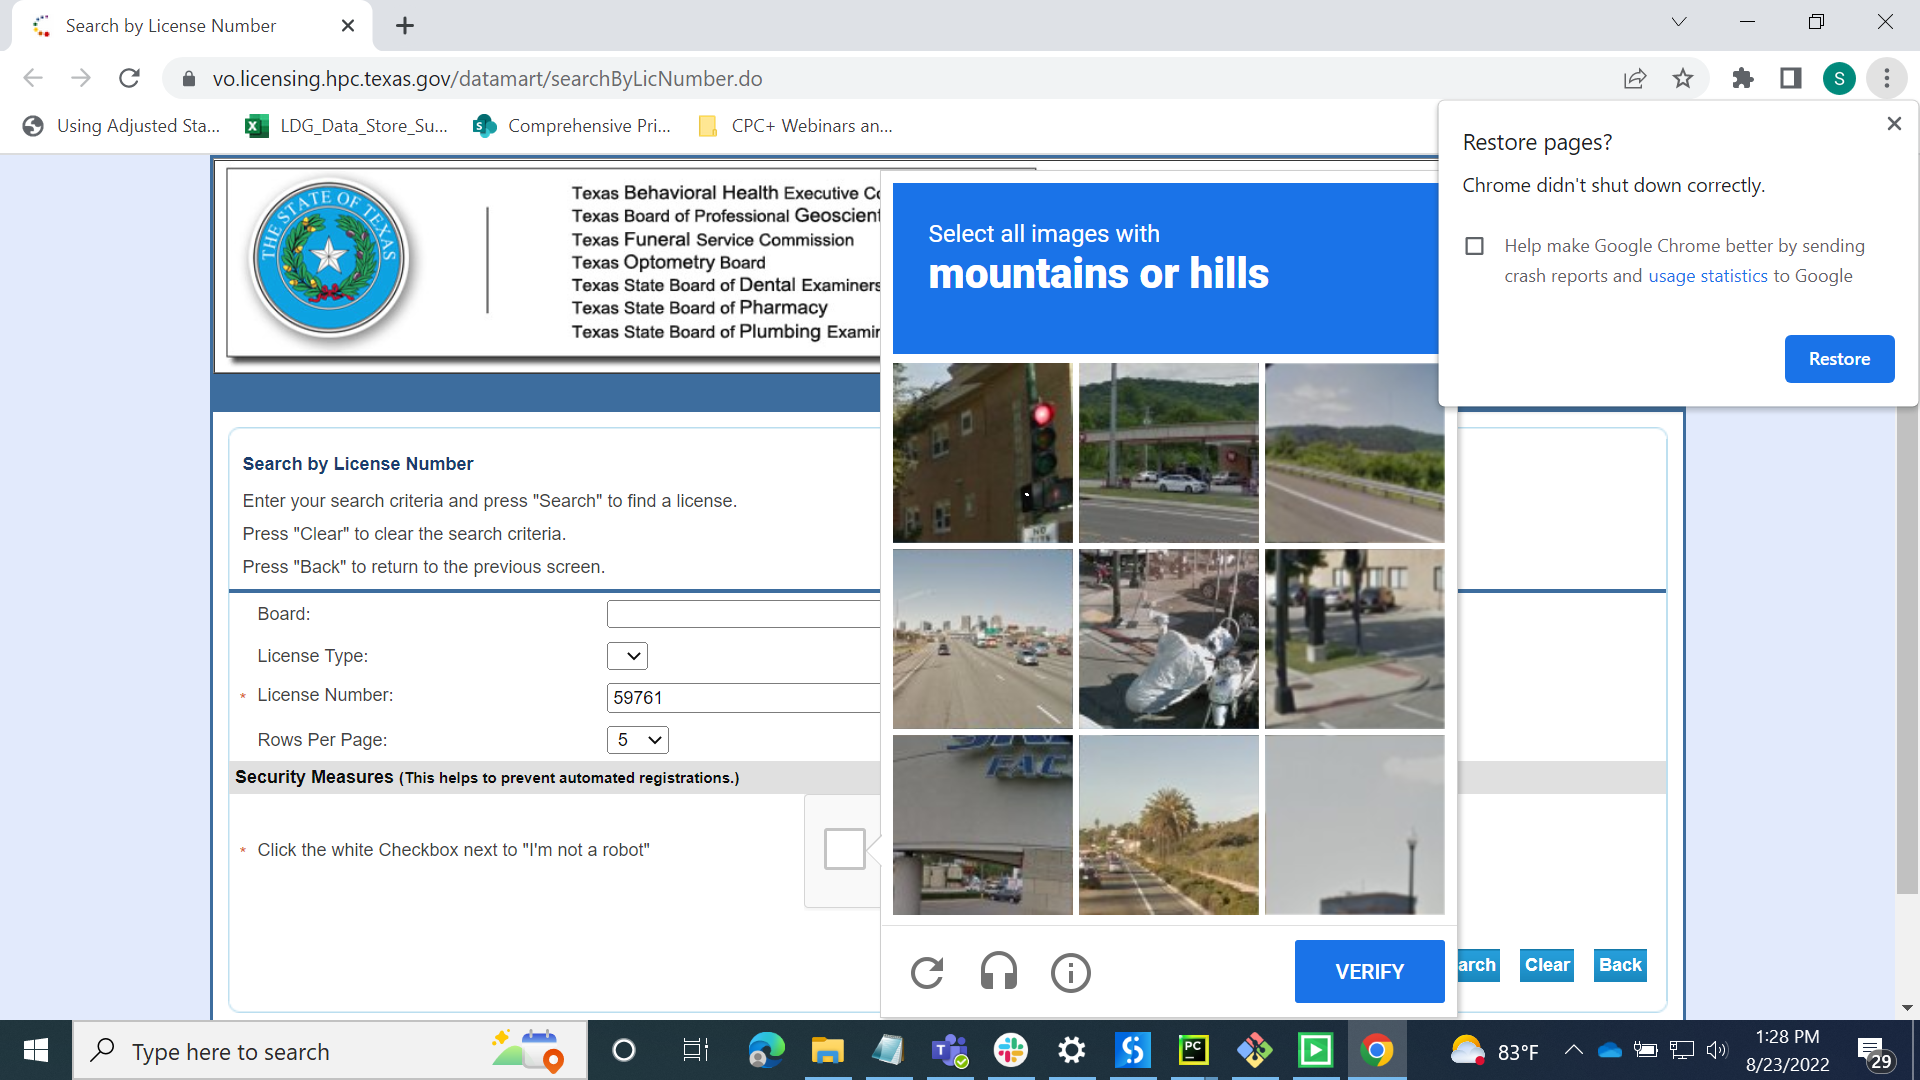 Search by License Number
vo.licensing.hpc.texas.gov/datamart/searchByLicNumber.do
S
Using Adjusted Sta...
LDG_Data_Store_Su...
Comprehensive Pri...
CPC+ Webinars an...
Restore pages?
Chrome didn't shut down correctly.
Help make Google Chrome better by sending
crash reports and usage statistics to Google
Restore
THE STATE OF TEXAS
Texas Behavioral Health Executive Co
Texas Board of Professional Geoscient
Texas Funeral Service Commission
Texas Optometry Board
Texas State Board of Dental Examiners
Texas State Board of Pharmacy
Texas State Board of Plumbing Examin
Select all images with
mountains or hills
NO
FAC
VERIFY
Search by License Number
Enter your search criteria and press "Search" to find a license.
Press "Clear" to clear the search criteria.
Press "Back" to return to the previous screen.
Board:
License Type:
* License Number:
59761
Rows Per Page:
5
Security Measures (This helps to prevent automated registrations.)
* Click the white Checkbox next to "I'm not a robot"
arch
Clear
Back
Type here to search
PC
83°F
1:28 PM
8/23/2022
29